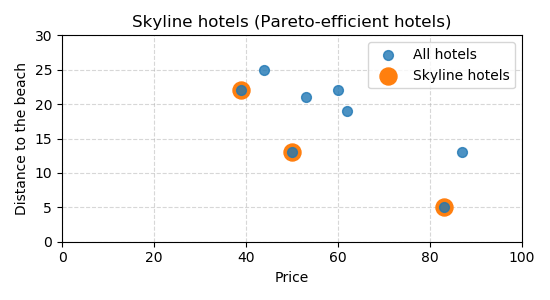 Skyline hotels (Pareto-efficient hotels)
30
25
20
15
10
5
0
Distance to the beach
All hotels
Skyline hotels
0 20 40 60 80 100
Price